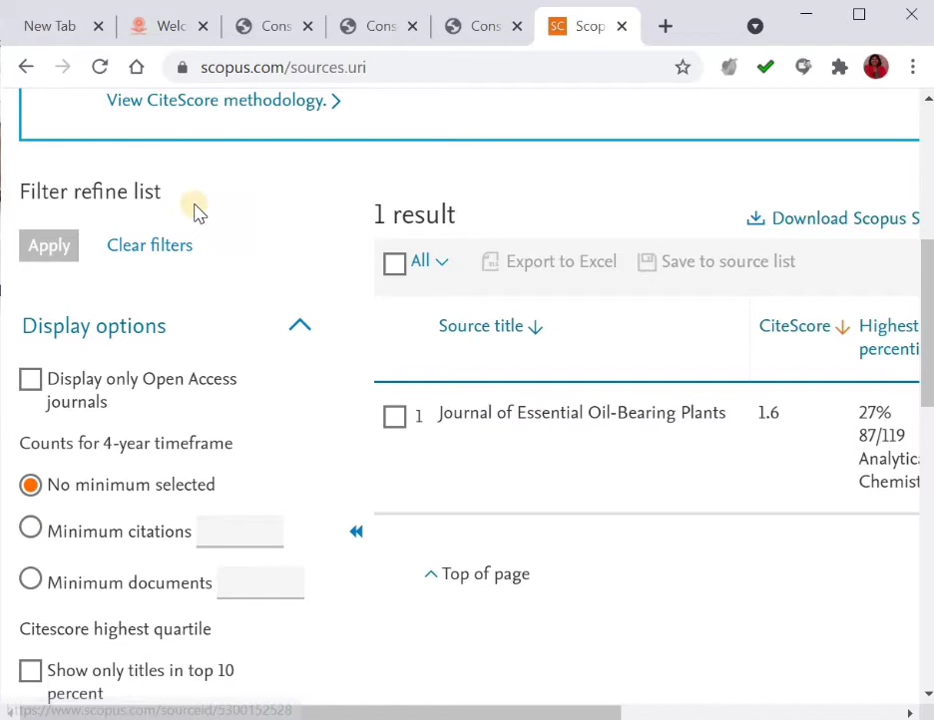 New Tab
Welc
Cons
Cons
Cons
SC Scop
scopus.com/sources.uri
View CiteScore methodology.
Filter refine list
1 result
Download Scopus S
Apply Clear filters
All Export to Excel Save to source list
Display options
Source title CiteScore Highest
percenti
Display only Open Access
journals
1 Journal of Essential Oil-Bearing Plants 1.6 27%
87/119
Analytica
Chemist
Counts for 4-year timeframe
No minimum selected
Minimum citations
Minimum documents
Top of page
Citescore highest quartile
Show only titles in top 10
percent
https://www.scopus.com/sourceid/5300152528